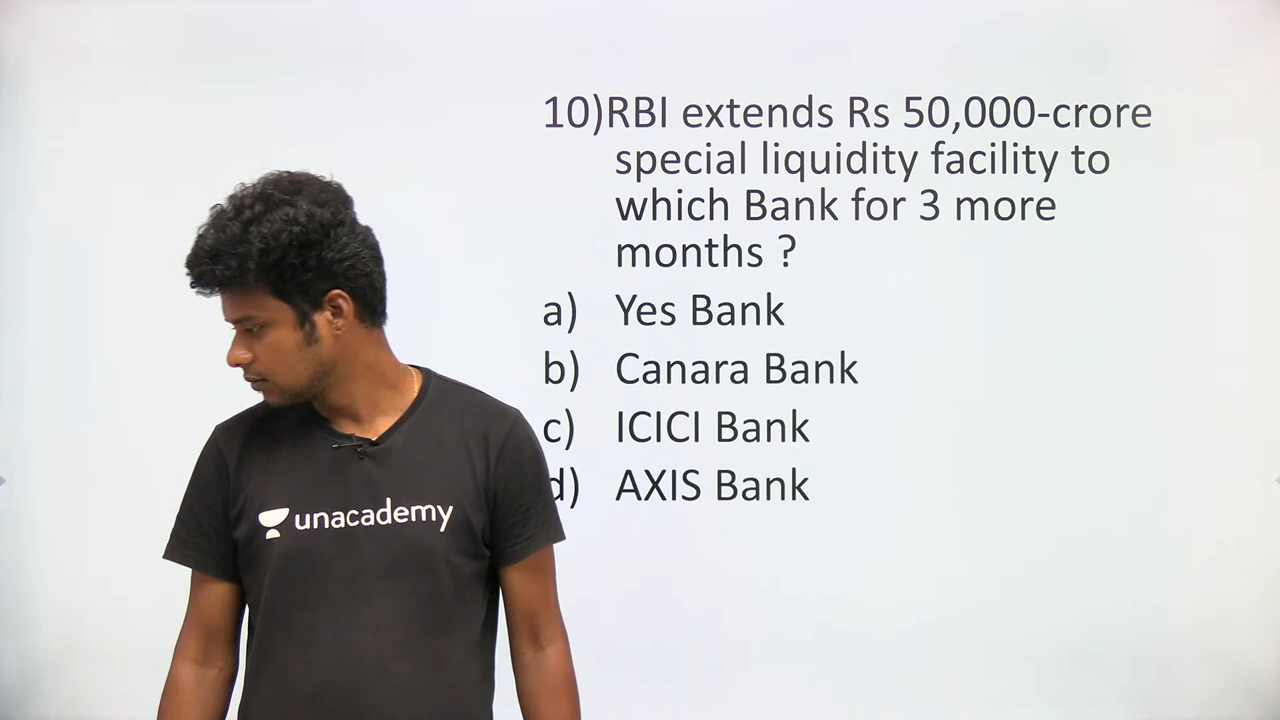 10)RBI extends Rs 50,000-crore
special liquidity facility to
which Bank for 3 more
months ?
a) Yes Bank
b) Canara Bank
c) ICICI Bank
d) AXIS Bank
unacademy